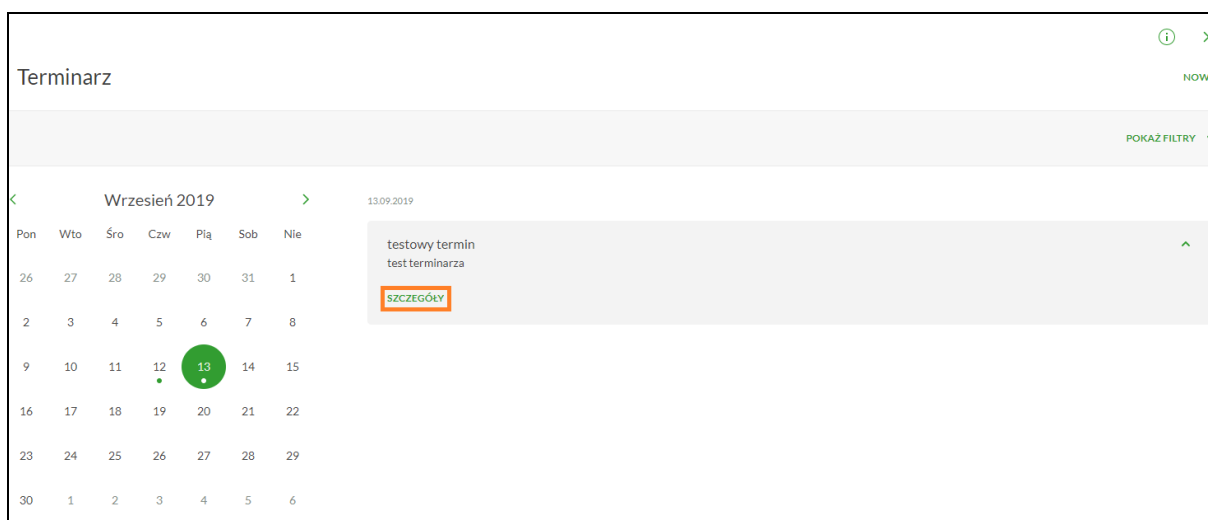 Terminarz
NOW
POKAŻ FILTRY
Wrzesień 2019
Pon Wto Śro Czw Pią Sob Nie
26 27 28 29 30 31 1
2 3 4 5 6 7 8
9 10 11 12 13 14 15
16 17 18 19 20 21 22
23 24 25 26 27 28 29
30 1 2 3 4 5 6
13.09.2019
testowy termin
test terminarza
SZCZEGÓŁY